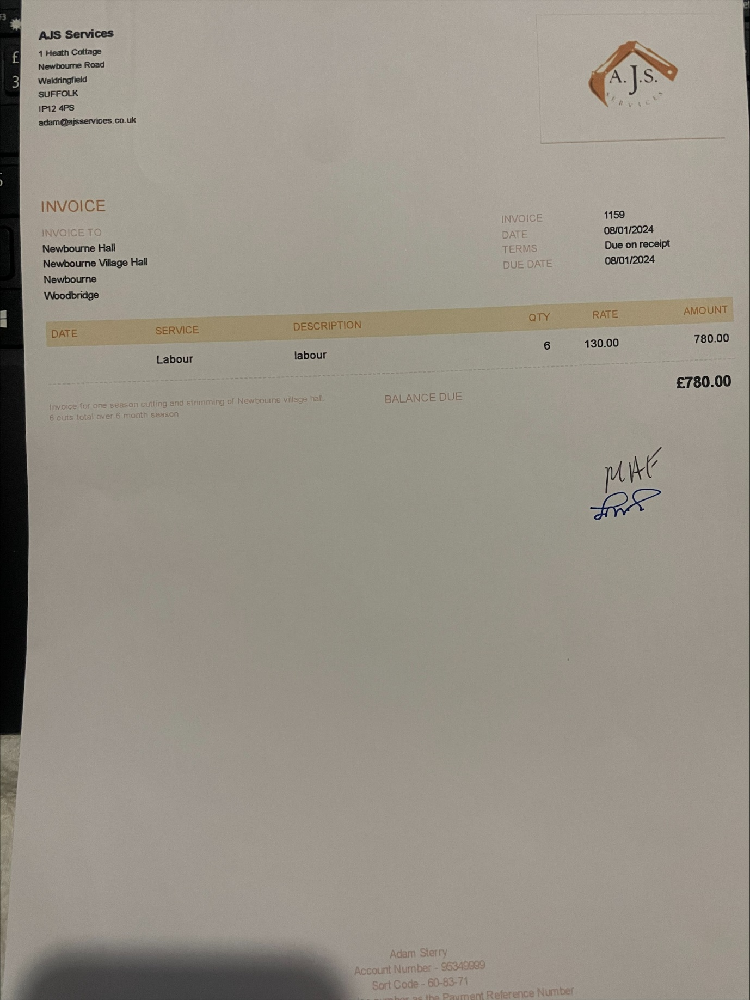 AJS Services
1 Heath Cottage
Newbourne Road
Waldringfield
SUFFOLK
IP12 4PS
adam@ajsservices.co.uk
A.J.S.
SERVICES
INVOICE
INVOICE TO
Newbourne Hall
Newbourne Village Hall
Newbourne
Woodbridge
INVOICE 1159
DATE 08/01/2024
TERMS Due on receipt
DUE DATE 08/01/2024
DATE SERVICE DESCRIPTION QTY RATE AMOUNT
Labour labour 6 130.00 780.00
Invoice for one season cutting and strimming of Newbourne village hall.
6 cuts total over 6 month season
BALANCE DUE £780.00
MAF
Adam Sterry
Account Number - 95349999
Sort Code - 60-83-71
number as the Payment Reference Number